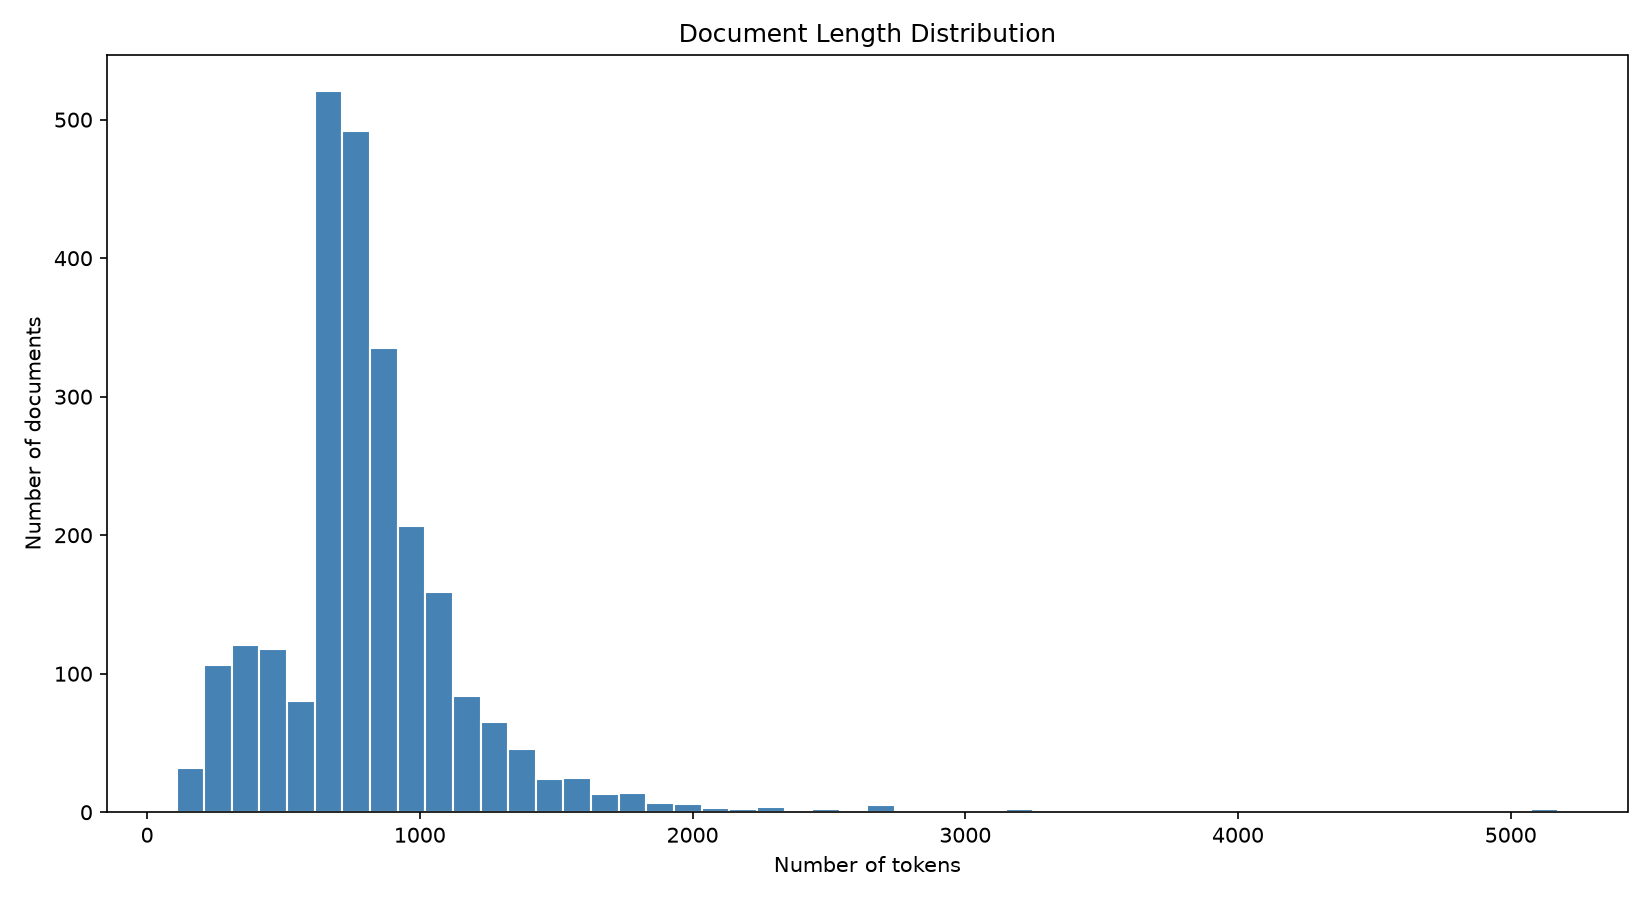 Document Length Distribution
Number of documents
500
400
300
200
100
0
0 1000 2000 3000 4000 5000
Number of tokens